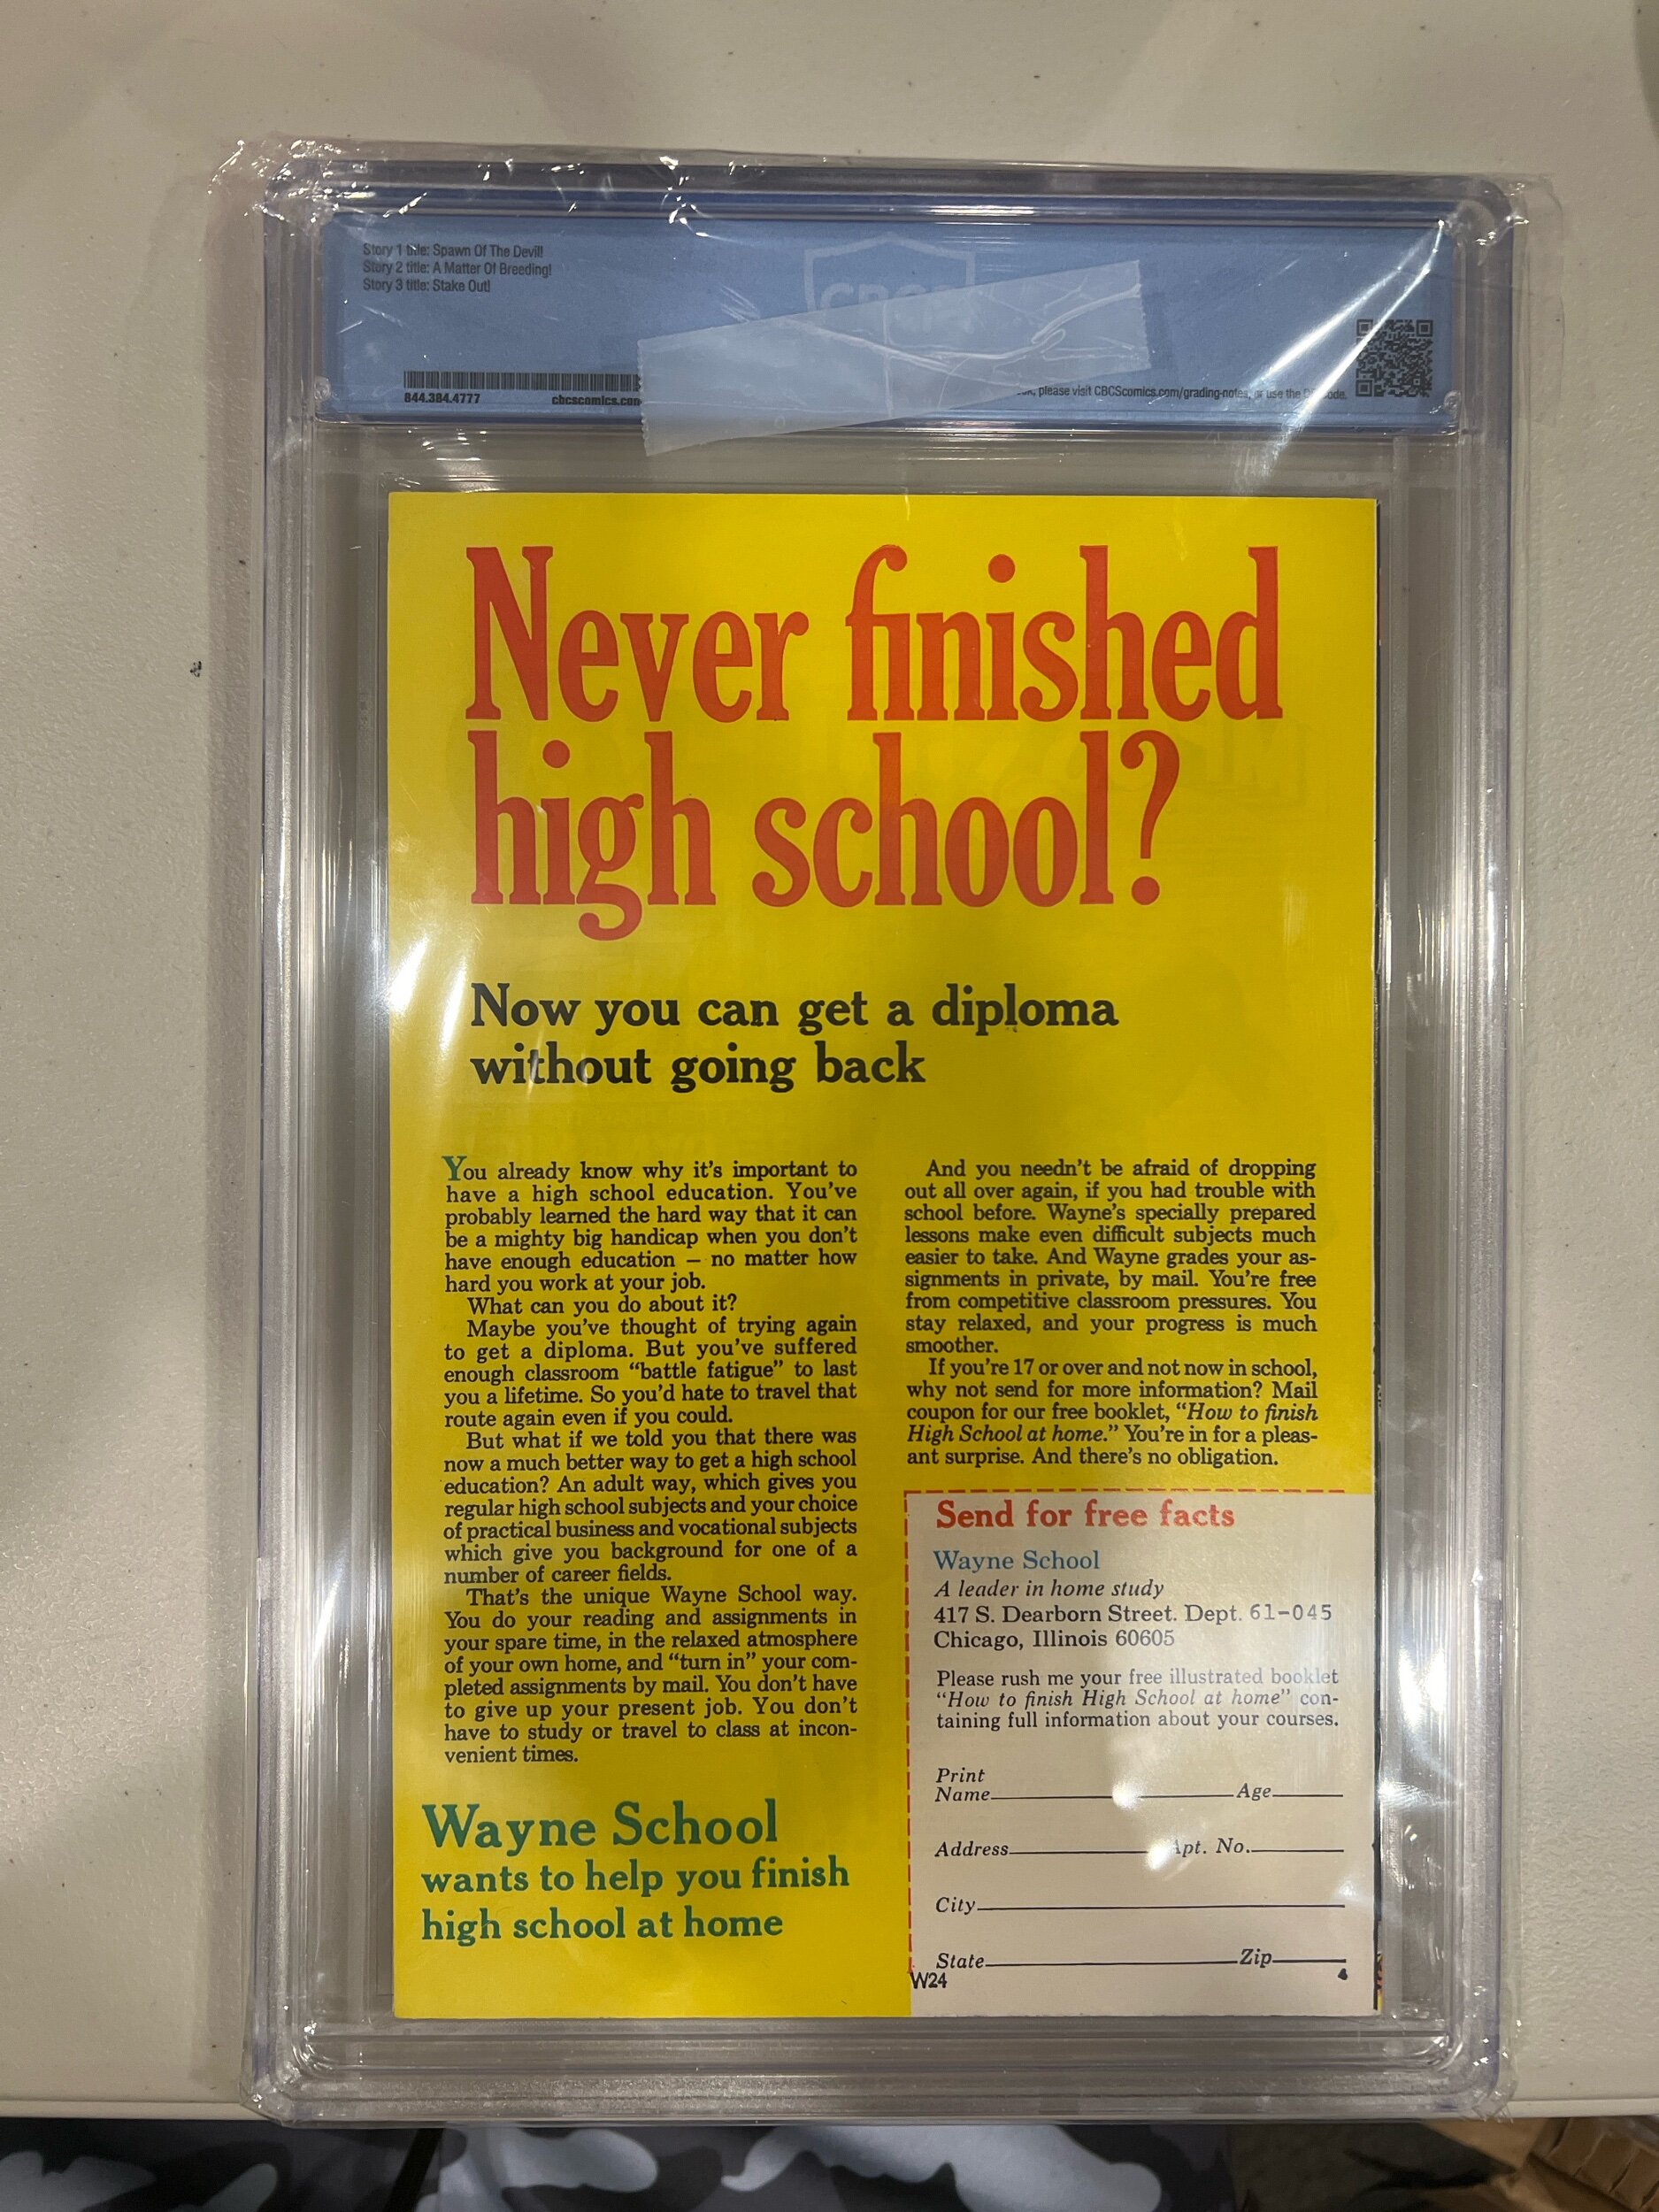 Story 1 title: Spawn Of The Devil!
Story 2 title: A Matter Of Breeding!
Story 3 title: Stake Out!
CBCS
844.384.4777 cbcscomics.com
please visit CBCScomics.com/grading-notes, or use the QR code.
Never finished
high school?
Now you can get a diploma
without going back
You already know why it's important to
have a high school education. You've
probably learned the hard way that it can
be a mighty big handicap when you don't
have enough education — no matter how
hard you work at your job.
What can you do about it?
Maybe you've thought of trying again
to get a diploma. But you've suffered
enough classroom “battle fatigue” to last
you a lifetime. So you'd hate to travel that
route again even if you could.
But what if we told you that there was
now a much better way to get a high school
education? An adult way, which gives you
regular high school subjects and your choice
of practical business and vocational subjects
which give you background for one of a
number of career fields.
That's the unique Wayne School way.
You do your reading and assignments in
your spare time, in the relaxed atmosphere
of your own home, and “turn in” your com-
pleted assignments by mail. You don't have
to give up your present job. You don't
have to study or travel to class at incon-
venient times.
Wayne School
wants to help you finish
high school at home
And you needn't be afraid of dropping
out all over again, if you had trouble with
school before. Wayne's specially prepared
lessons make even difficult subjects much
easier to take. And Wayne grades your as-
signments in private, by mail. You're free
from competitive classroom pressures. You
stay relaxed, and your progress is much
smoother.
If you're 17 or over and not now in school,
why not send for more information? Mail
coupon for our free booklet, “How to finish
High School at home.” You're in for a pleas-
ant surprise. And there's no obligation.
Send for free facts
Wayne School
A leader in home study
417 S. Dearborn Street. Dept. 61-045
Chicago, Illinois 60605
Please rush me your free illustrated booklet
“How to finish High School at home” con-
taining full information about your courses.
Print
Name Age
Address Apt. No.
City
State Zip
W24 4